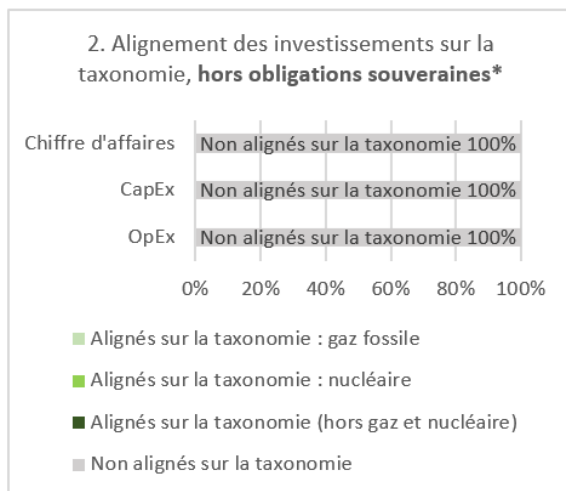 2. Alignement des investissements sur la
taxonomie, hors obligations souveraines*
Chiffre d'affaires
Non alignés sur la taxonomie 100%
CapEx
Non alignés sur la taxonomie 100%
OpEx
Non alignés sur la taxonomie 100%
0% 20% 40% 60% 80% 100%
Alignés sur la taxonomie : gaz fossile
Alignés sur la taxonomie : nucléaire
Alignés sur la taxonomie (hors gaz et nucléaire)
Non alignés sur la taxonomie